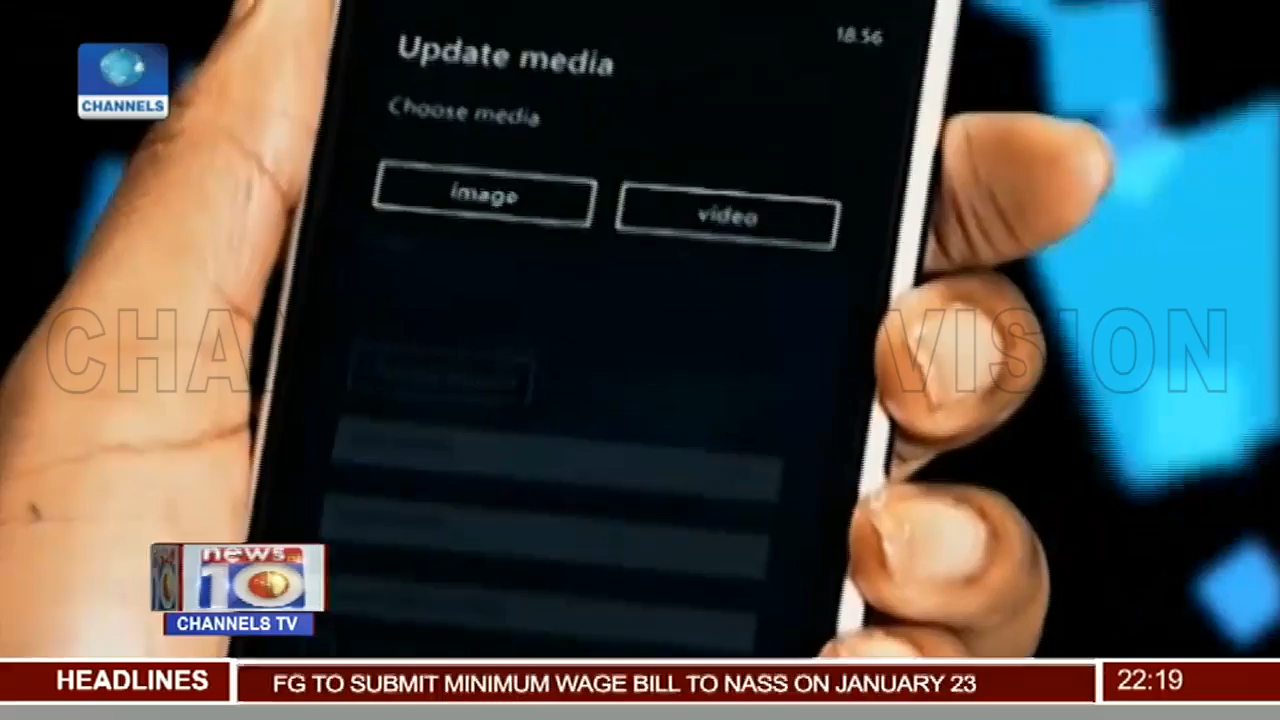 CHANNELS
18:56
Update media
Choose media
image
video
CHA
VISION
news at
10
CHANNELS TV
HEADLINES
FG TO SUBMIT MINIMUM WAGE BILL TO NASS ON JANUARY 23
22:19